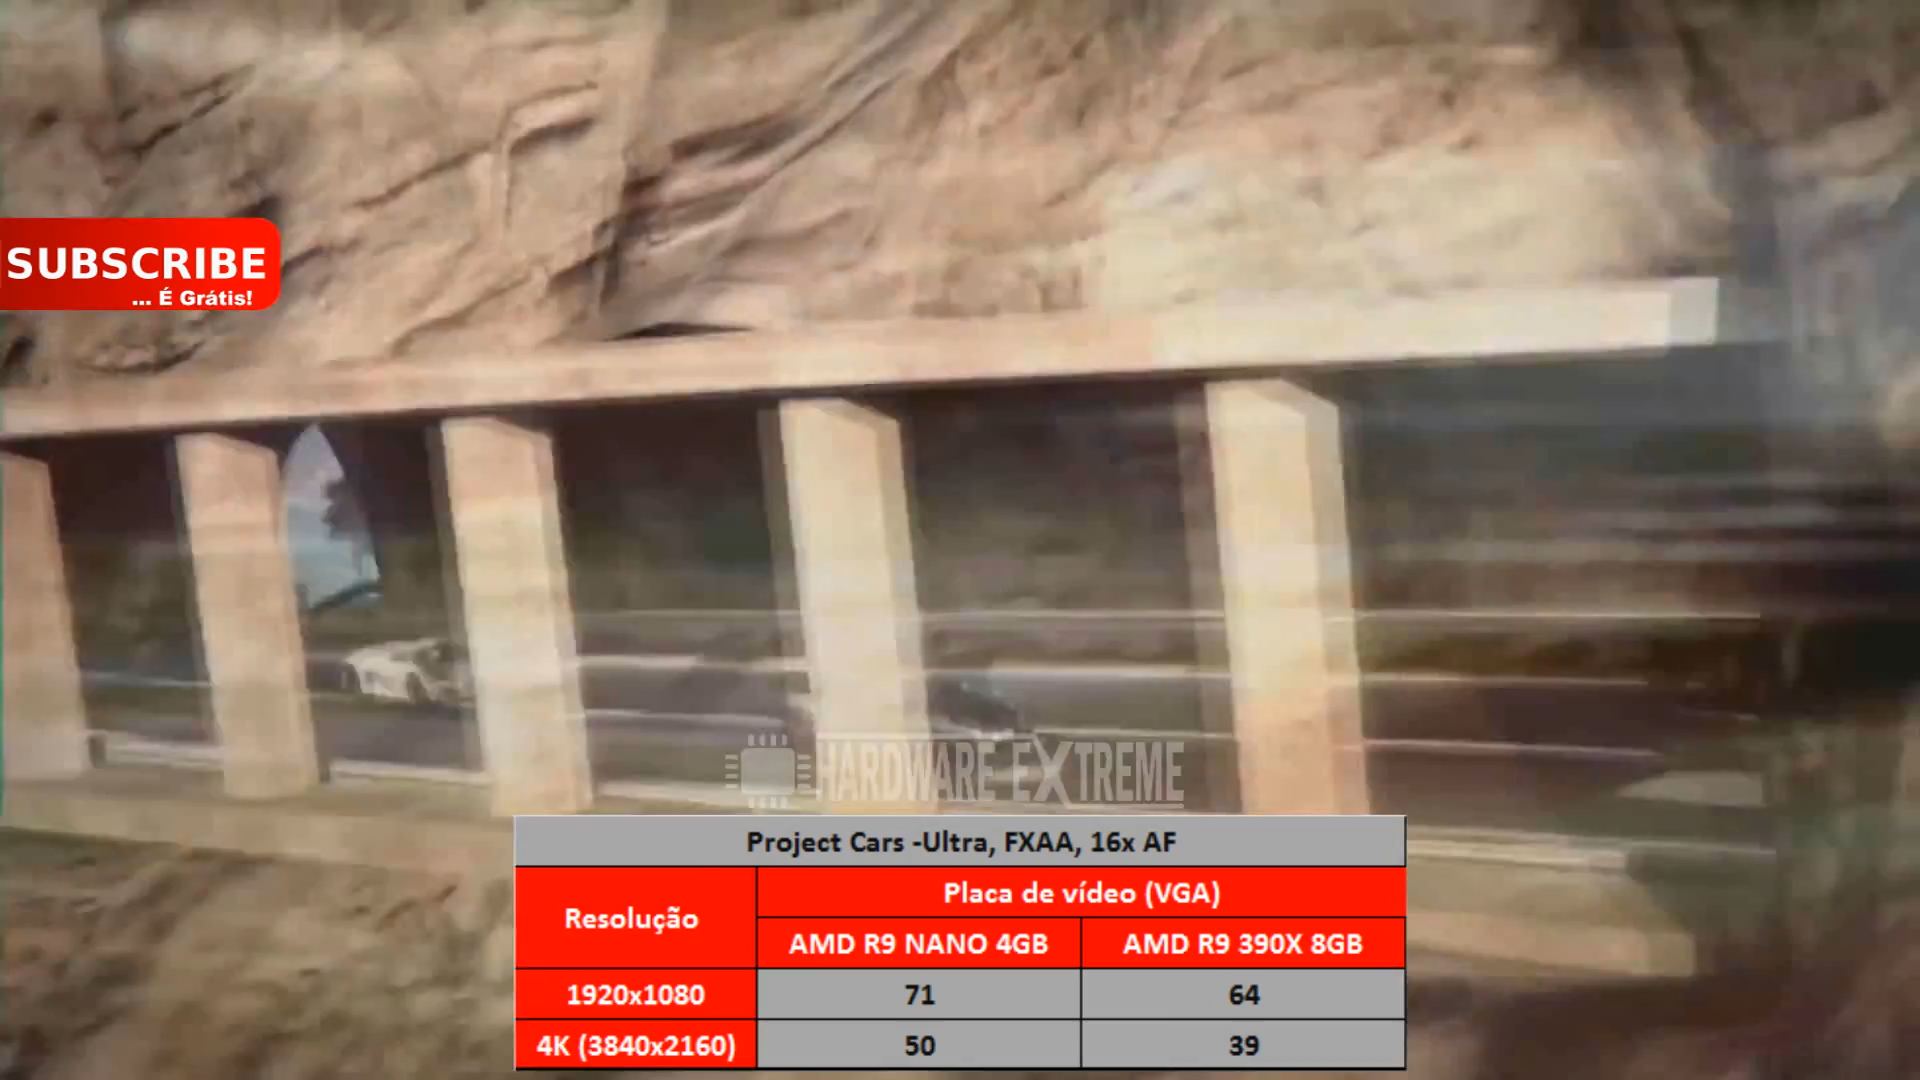 SUBSCRIBE
... É Grátis!
HARDWARE EXTREME
Project Cars -Ultra, FXAA, 16x AF
Resolução
Placa de vídeo (VGA)
AMD R9 NANO 4GB
AMD R9 390X 8GB
1920x1080
71
64
4K (3840x2160)
50
39